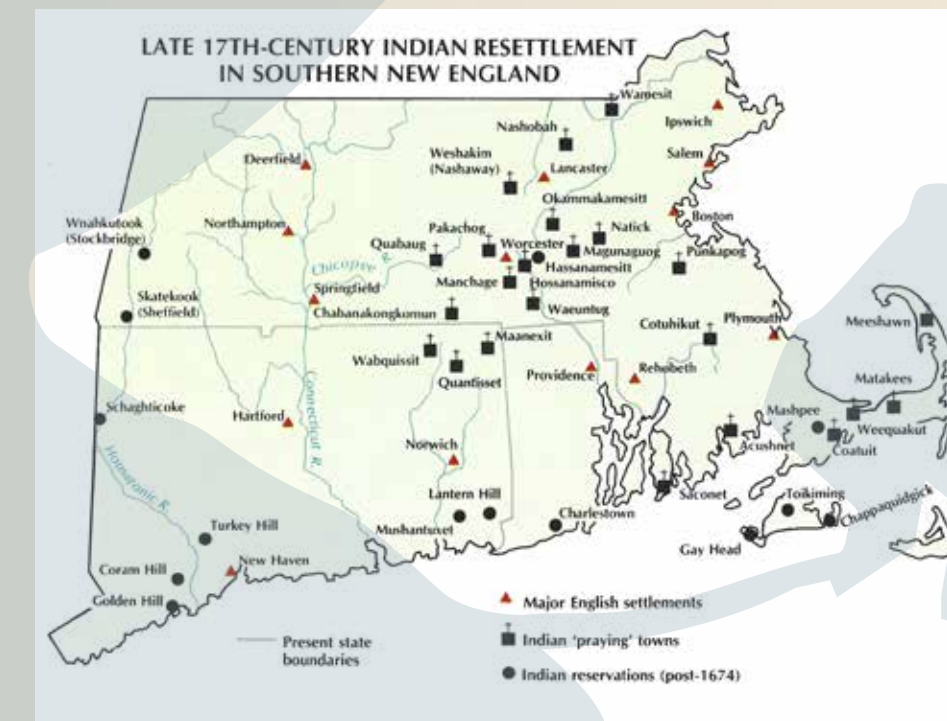 LATE 17TH-CENTURY INDIAN RESETTLEMENT
IN SOUTHERN NEW ENGLAND
Wamesit
Ipswich
Nashobah
Salem
Weshakim
(Nashaway)
Deerfield
Lancaster
Okammakamesitt
Boston
Wnahkutook
(Stockbridge)
Northampton
Pakachog
Natick
Quabaug
Worcester
Magunaguog
Punkapog
Chicopee R.
Hassanamesitt
Manchage
Hossanamisco
Springfield
Skatekook
(Sheffield)
Chabanakongkomun
Waeuntug
Cotuhikut
Plymouth
Meeshawn
Maanexit
Wabquissit
Quantisset
Providence
Rehobeth
Matakees
Schaghticoke
Hartford
Connecticut R.
Mashpee
Weequakut
Acushnet
Coatuit
Norwich
Housatonic R.
Lantern Hill
Saconet
Toikiming
Chappaquidgick
Mushantuxet
Charlestown
Turkey Hill
Gay Head
New Haven
Coram Hill
Golden Hill
Major English settlements
Present state
boundaries
Indian 'praying' towns
Indian reservations (post-1674)